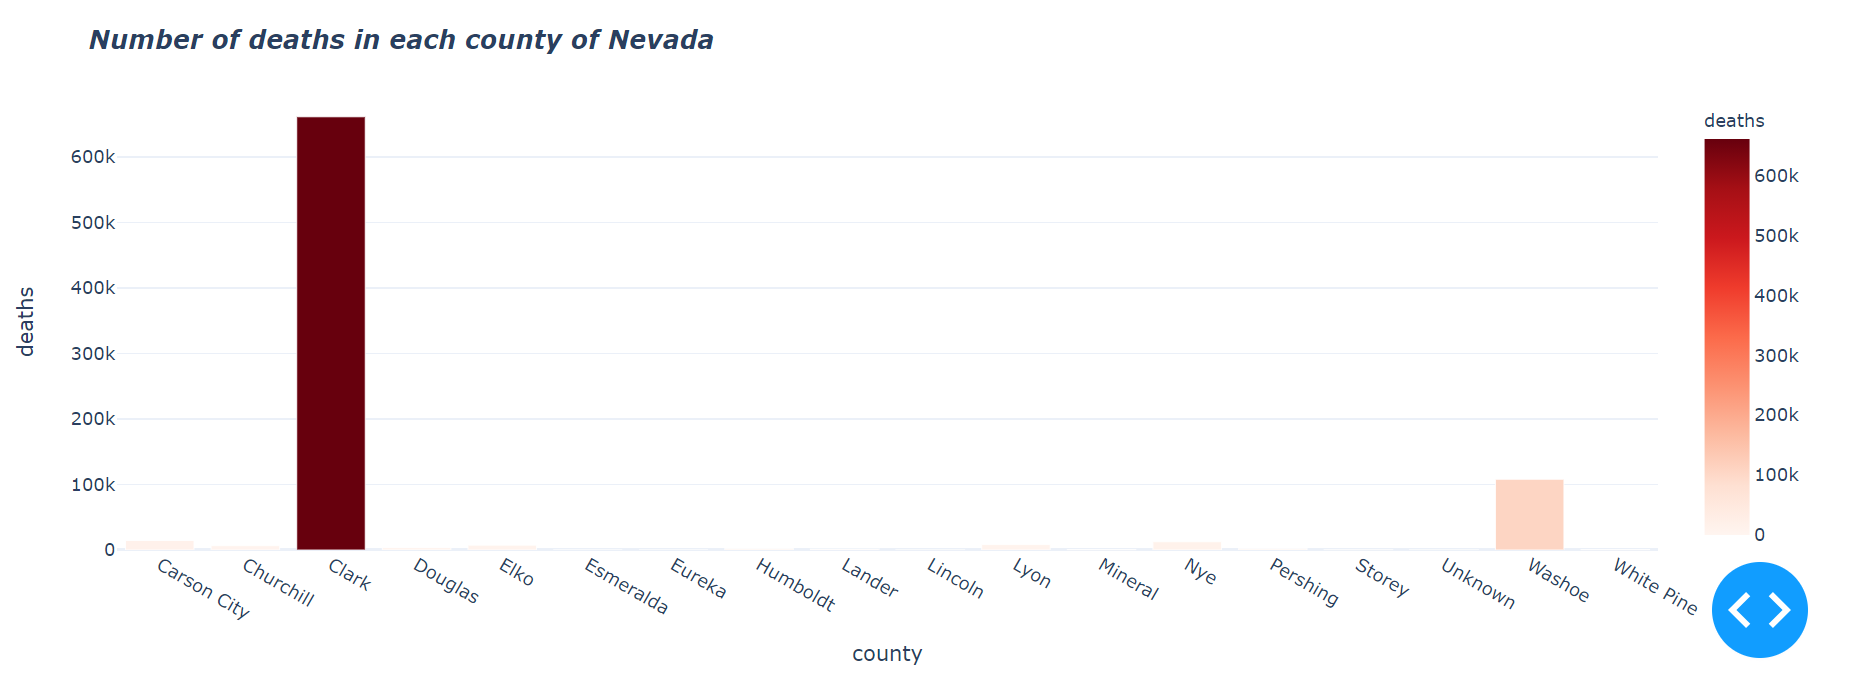 Number of deaths in each county of Nevada
deaths
600k
500k
400k
300k
200k
100k
0
deaths
Carson City
Churchill
Clark
Douglas
Elko
Esmeralda
Eureka
Humboldt
Lander
Lincoln
Lyon
Mineral
Nye
Pershing
Storey
Unknown
Washoe
White Pine
county
deaths
600k
500k
400k
300k
200k
100k
0